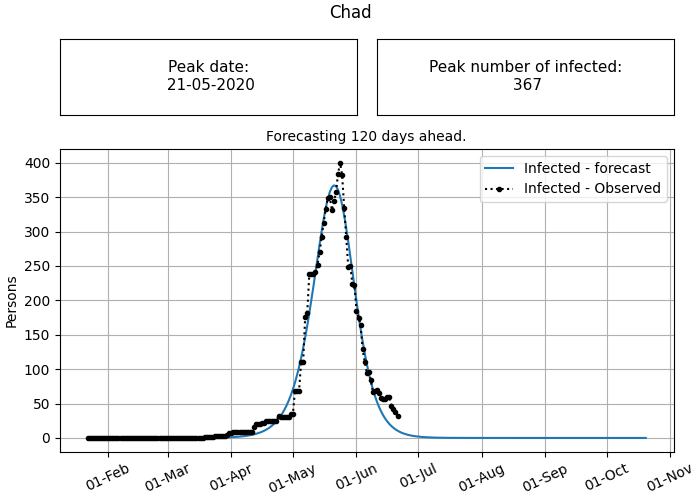 Chad
Peak date:
21-05-2020
Peak number of infected:
367
Forecasting 120 days ahead.
Infected - forecast
Infected - Observed
Persons
400
350
300
250
200
150
100
50
0
01-Feb
01-Mar
01-Apr
01-May
01-Jun
01-Jul
01-Aug
01-Sep
01-Oct
01-Nov